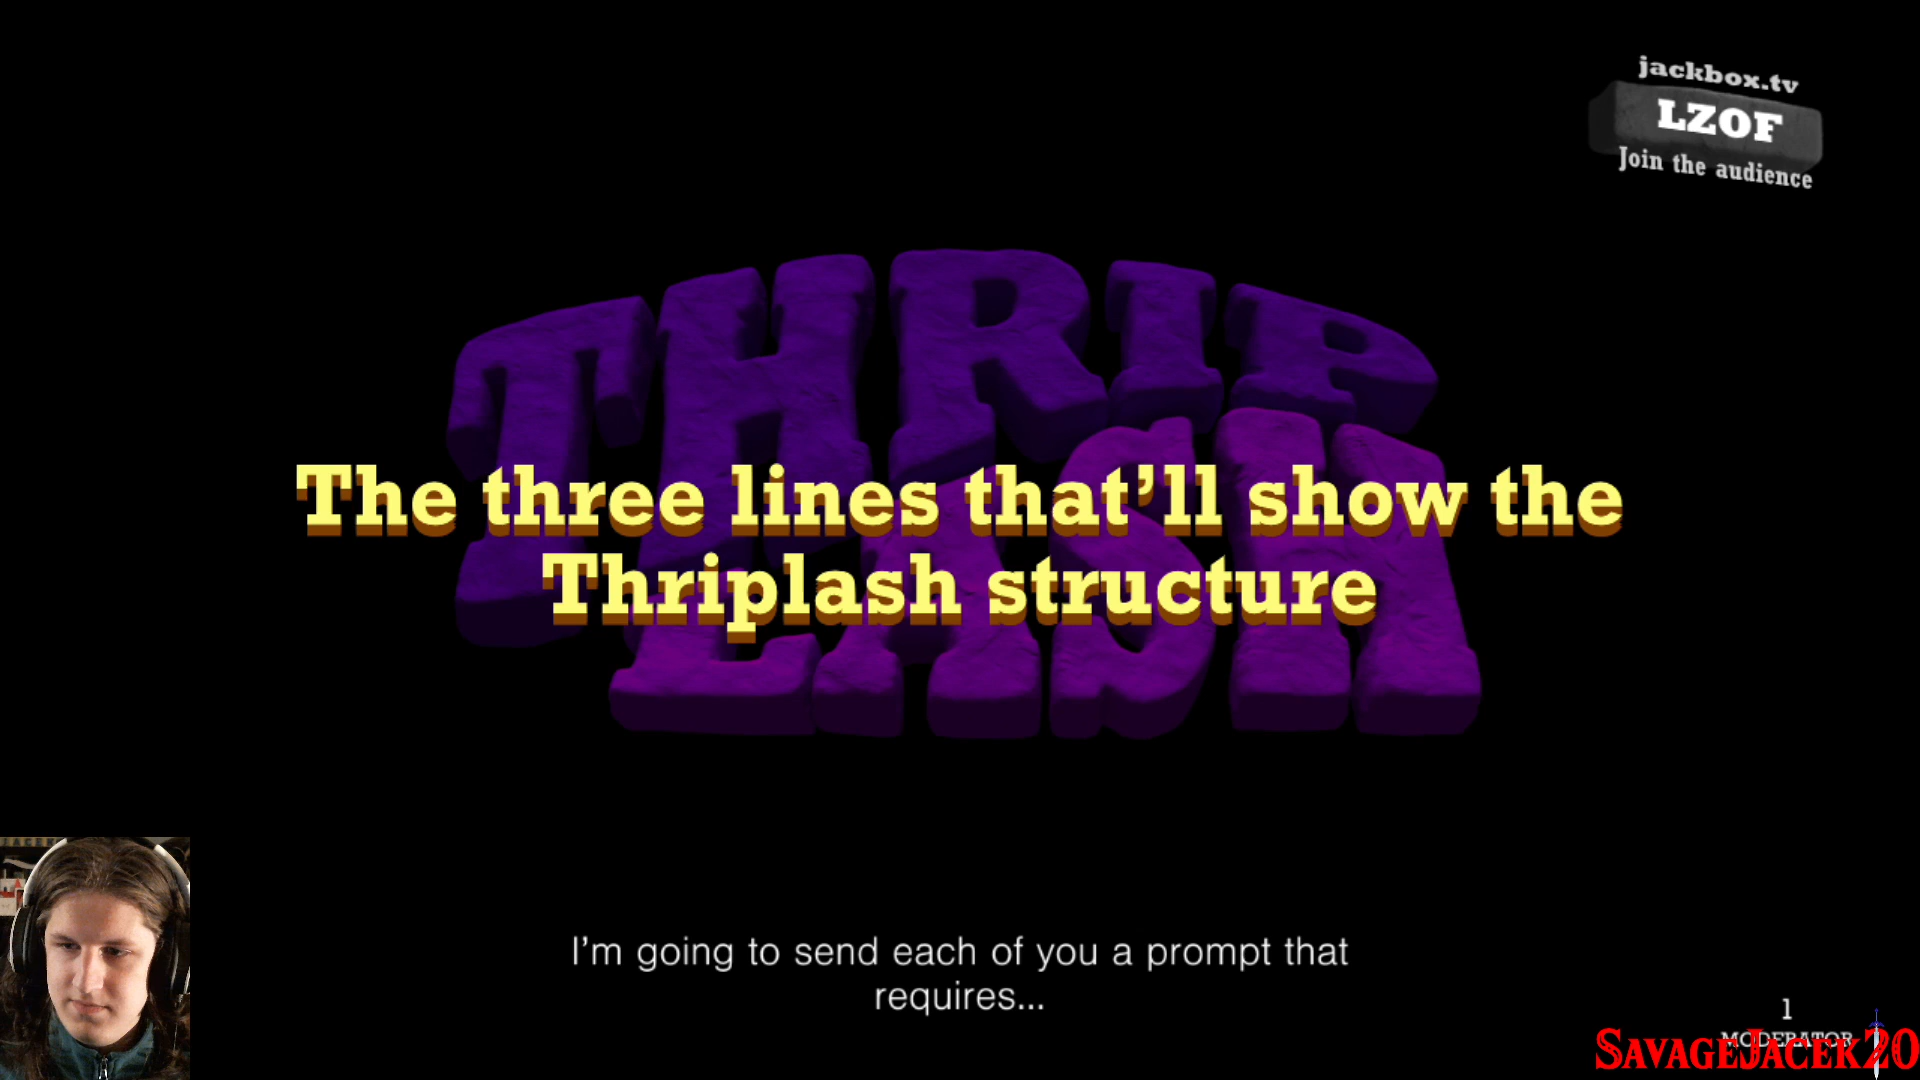 jackbox.tv
LZOF
Join the audience
THRIP
LASH
The three lines that'll show the
Thriplash structure
I'm going to send each of you a prompt that
requires...
1
MODERATOR
SAVAGEJACEK20